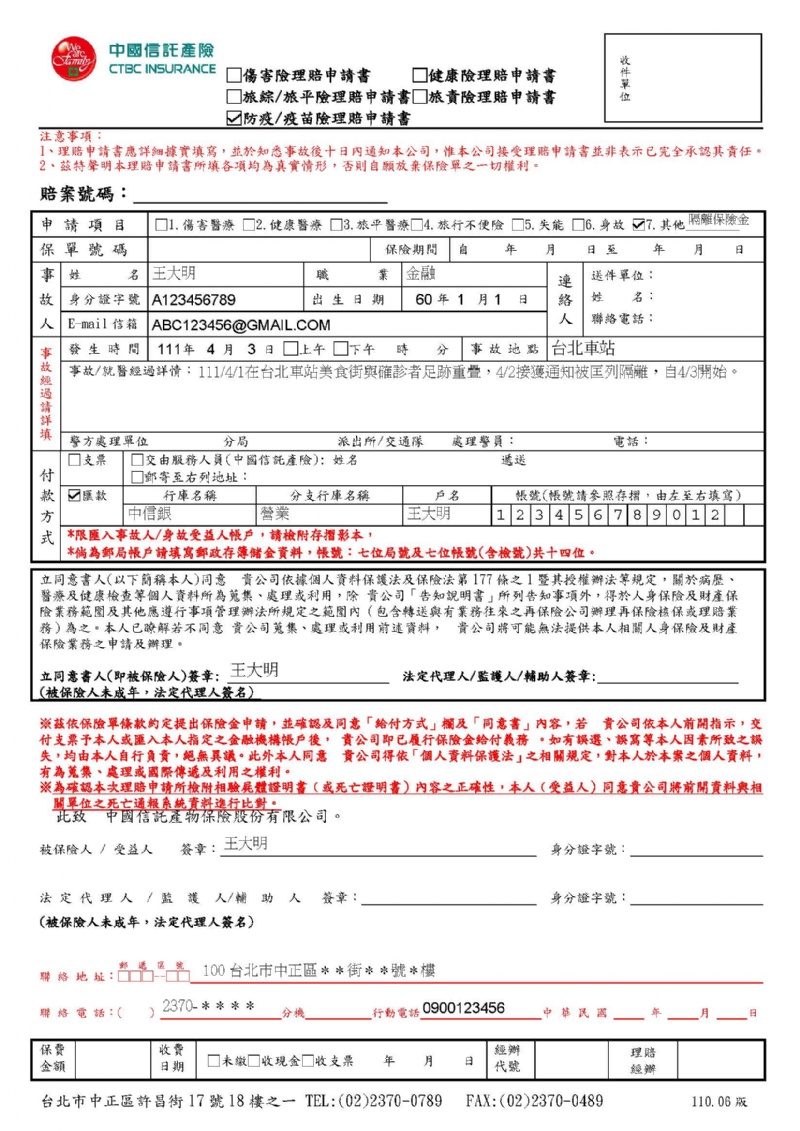 We are Family
中國信託產險
CTBC INSURANCE
收件單位
□傷害險理賠申請書 □健康險理賠申請書
□旅綜/旅平險理賠申請書□旅責險理賠申請書
☑防疫/疫苗險理賠申請書
注意事項：
1、理賠申請書應詳細據實填寫，並於知悉事故後十日內通知本公司，惟本公司接受理賠申請書並非表示已完全承認其責任。
2、茲特聲明本理賠申請書所填各項均為真實情形，否則自願放棄保險單之一切權利。
賠案號碼：
申請項目 □1.傷害醫療 □2.健康醫療 □3.旅平醫療□4.旅行不便險 □5.失能 □6.身故 ☑7.其他 隔離保險金
保單號碼 保險期間 自 年 月 日至 年 月 日
事故人 姓名 王大明 職業 金融 連絡人 送件單位：
姓名：
身分證字號 A123456789 出生日期 60年 1 月 1 日
聯絡電話：
E-mail信箱 ABC123456@GMAIL.COM
事故經過請詳填 發生時間 111年 4 月 3 日 □上午 □下午 時 分 事故地點 台北車站
事故/就醫經過詳情：111/4/1在台北車站美食街與確診者足跡重疊，4/2接獲通知被匡列隔離，自4/3開始。
警方處理單位 分局 派出所/交通隊 處理警員： 電話：
付款方式 □支票 □交由服務人員(中國信託產險)：姓名 遞送
□郵寄至右列地址：
☑匯款 行庫名稱 分支行庫名稱 戶名 帳號(帳號請參照存摺，由左至右填寫)
中信銀 營業 王大明 1 2 3 4 5 6 7 8 9 0 1 2
*限匯入事故人/身故受益人帳戶，請檢附存摺影本，
*倘為郵局帳戶請填寫郵政存簿儲金資料，帳號：七位局號及七位帳號(含檢號)共十四位。
立同意書人(以下簡稱本人)同意 貴公司依據個人資料保護法及保險法第177條之1暨其授權辦法等規定，關於病歷、
醫療及健康檢查等個人資料所為蒐集、處理或利用，除 貴公司「告知說明書」所列告知事項外，得於人身保險及財產保
險業務範圍及其他應遵行事項管理辦法所規定之範圍內（包含轉送與有業務往來之再保險公司辦理再保險核保或理賠業
務)為之。本人已瞭解若不同意 貴公司蒐集、處理或利用前述資料， 貴公司將可能無法提供本人相關人身保險及財產
保險業務之申請及辦理。
立同意書人(即被保險人)簽章：王大明 法定代理人/監護人/輔助人簽章：
(被保險人未成年，法定代理人簽名)
※茲依保險單條款約定提出保險金申請，並確認及同意「給付方式」欄及「同意書」內容，若 貴公司依本人前開指示，交
付支票予本人或匯入本人指定之金融機構帳戶後， 貴公司即已履行保險金給付義務 。如有誤選、誤寫等本人因素所致之誤
失，均由本人自行負責，絕無異議。此外本人同意 貴公司得依「個人資料保護法」之相關規定，對本人於本案之個人資料，
有為蒐集、處理或國際傳遞及利用之權利。
※為確認本次理賠申請所檢附相驗屍體證明書（或死亡證明書）內容之正確性，本人（受益人）同意貴公司將前開資料與相
關單位之死亡通報系統資料進行比對。
此致 中國信託產物保險股份有限公司。
被保險人 / 受益人 簽章：王大明 身分證字號：
法定代理人 / 監護人/輔助人 簽章： 身分證字號：
(被保險人未成年，法定代理人簽名)
聯絡地址：郵遞區號 □□□--□□ 100台北市中正區**街**號*樓
聯絡電話：( ) 2370-**** 分機 行動電話 0900123456 中華民國 年 月 日
保費金額 收費日期 □未繳□收現金□收支票 年 月 日 經辦代號 理賠經辦
台北市中正區許昌街17號18樓之一 TEL:(02)2370-0789 FAX:(02)2370-0489 110.06版